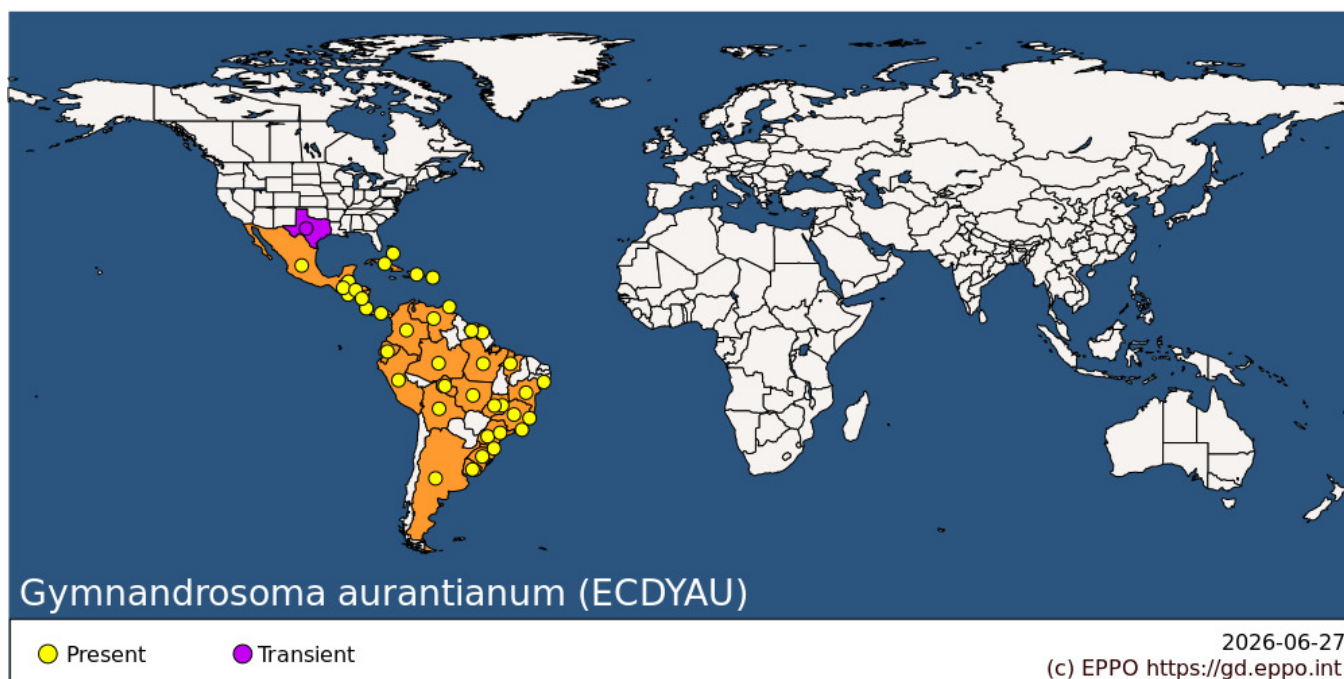 Gymnandrosoma aurantianum (ECDYAU)
Present
Transient
2026-06-27
(c) EPPO https://gd.eppo.int